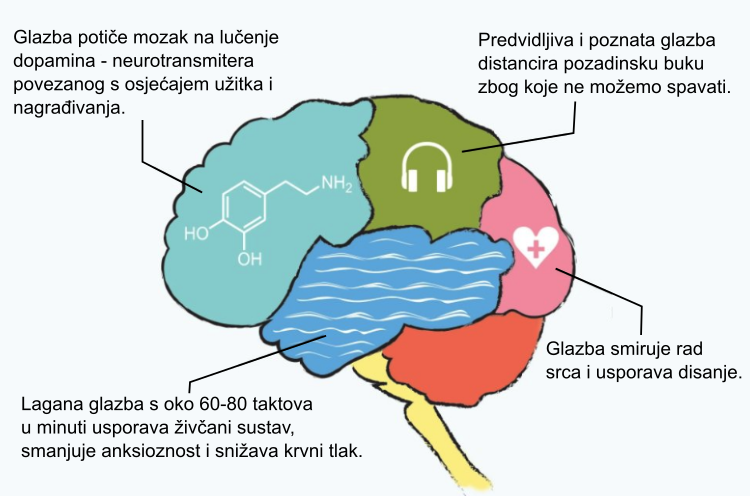 Glazba potiče mozak na lučenje
dopamina - neurotransmitera
povezanog s osjećajem užitka i
nagrađivanja.
Predvidljiva i poznata glazba
distancira pozadinsku buku
zbog koje ne možemo spavati.
NH₂
HO
OH
Glazba smiruje rad
srca i usporava disanje.
Lagana glazba s oko 60-80 taktova
u minuti usporava živčani sustav,
smanjuje anksioznost i snižava krvni tlak.